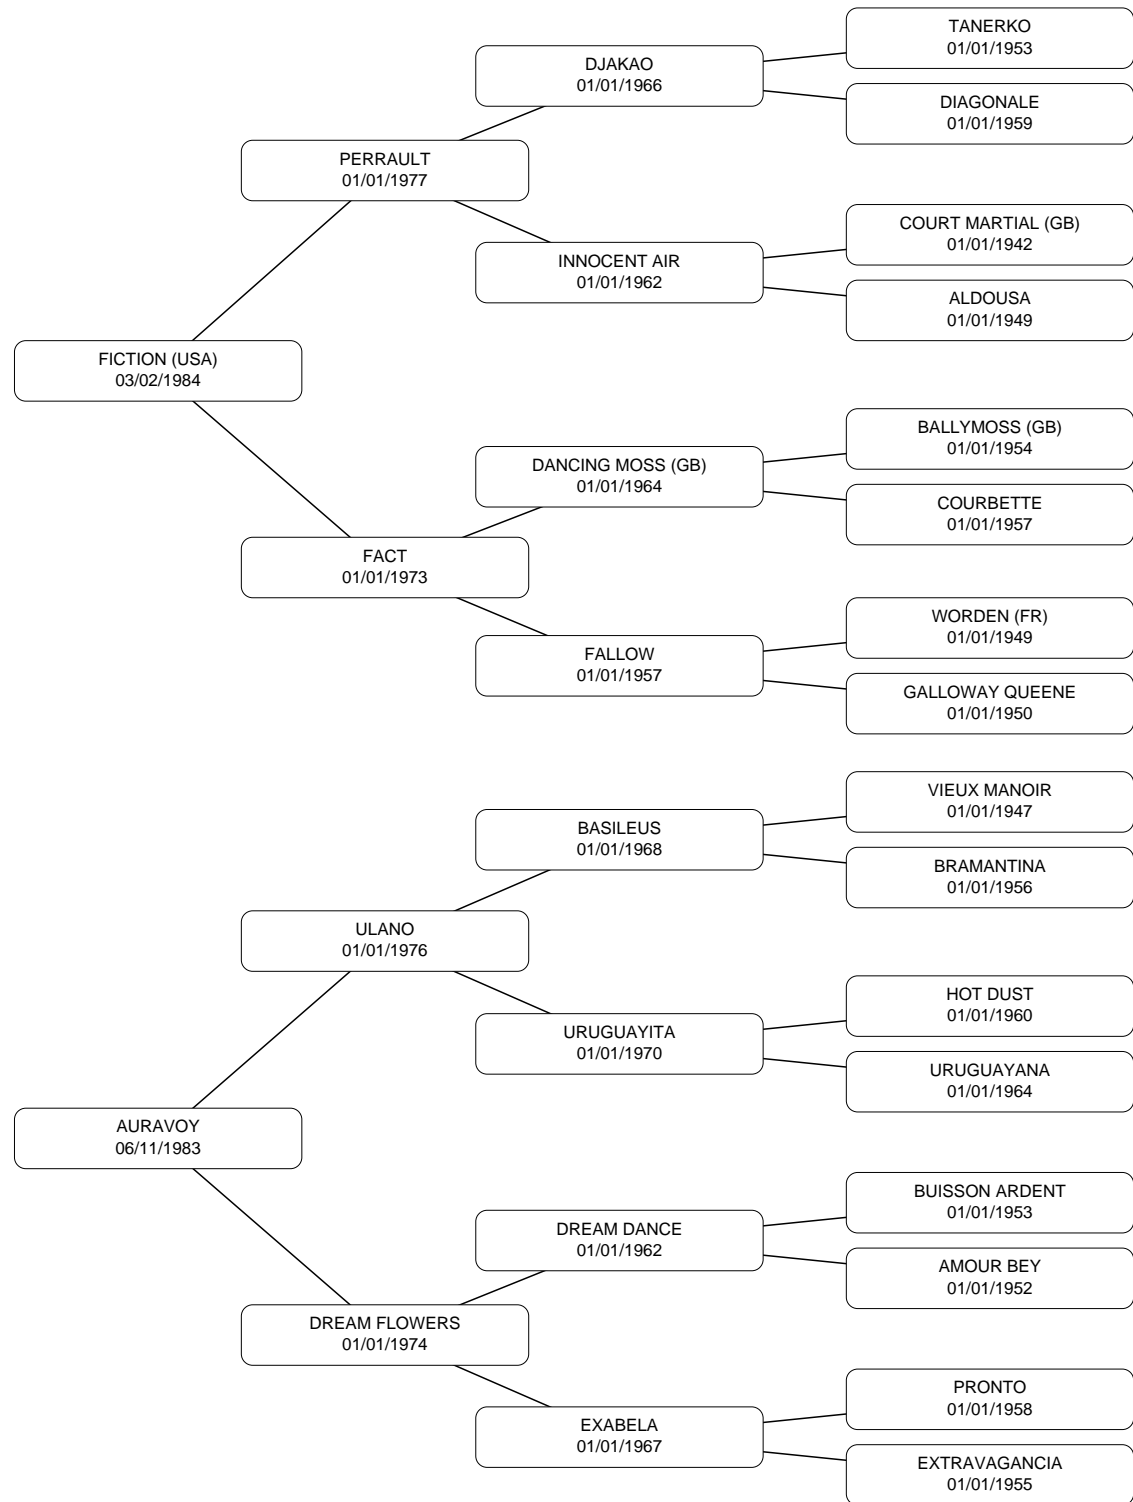 TANERKO
01/01/1953
DJAKAO
01/01/1966
DIAGONALE
01/01/1959
PERRAULT
01/01/1977
COURT MARTIAL (GB)
01/01/1942
INNOCENT AIR
01/01/1962
ALDOUSA
01/01/1949
FICTION (USA)
03/02/1984
BALLYMOSS (GB)
01/01/1954
DANCING MOSS (GB)
01/01/1964
COURBETTE
01/01/1957
FACT
01/01/1973
WORDEN (FR)
01/01/1949
FALLOW
01/01/1957
GALLOWAY QUEENE
01/01/1950
VIEUX MANOIR
01/01/1947
BASILEUS
01/01/1968
BRAMANTINA
01/01/1956
ULANO
01/01/1976
HOT DUST
01/01/1960
URUGUAYITA
01/01/1970
URUGUAYANA
01/01/1964
AURAVOY
06/11/1983
BUISSON ARDENT
01/01/1953
DREAM DANCE
01/01/1962
AMOUR BEY
01/01/1952
DREAM FLOWERS
01/01/1974
PRONTO
01/01/1958
EXABELA
01/01/1967
EXTRAVAGANCIA
01/01/1955